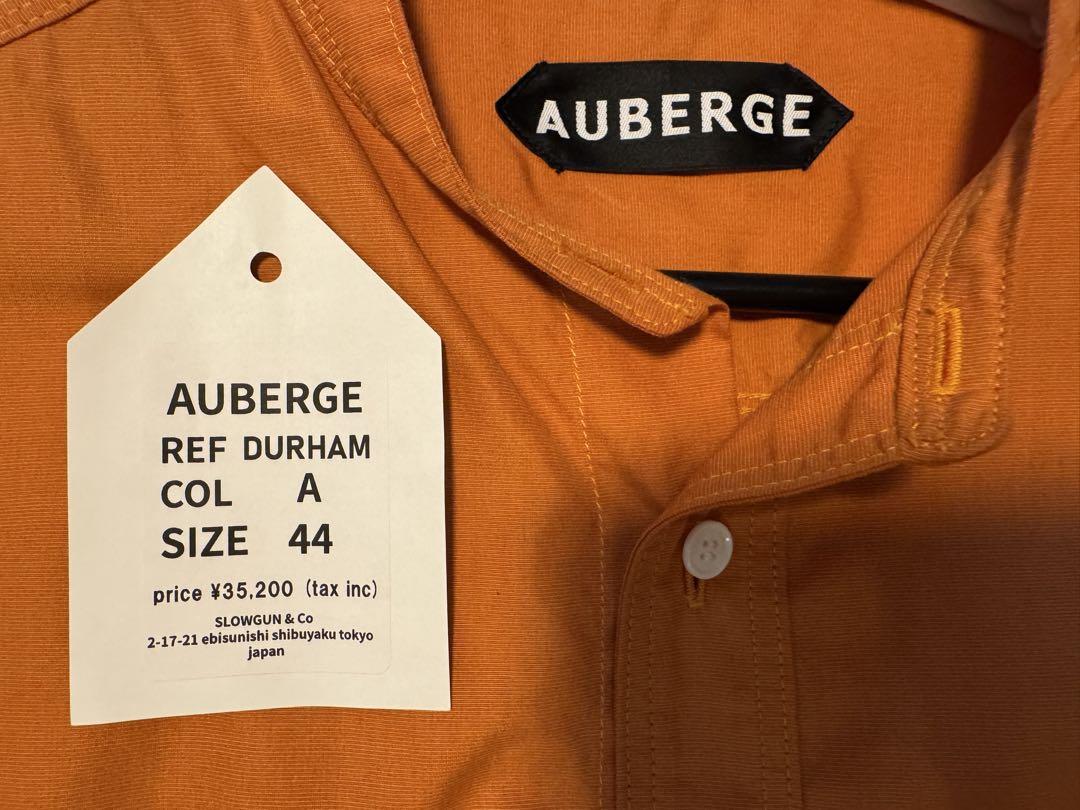 AUBERGE
AUBERGE
REF DURHAM
COL A
SIZE 44
price ¥35,200 (tax inc)
SLOWGUN & Co
2-17-21 ebisunishi shibuyaku tokyo
japan